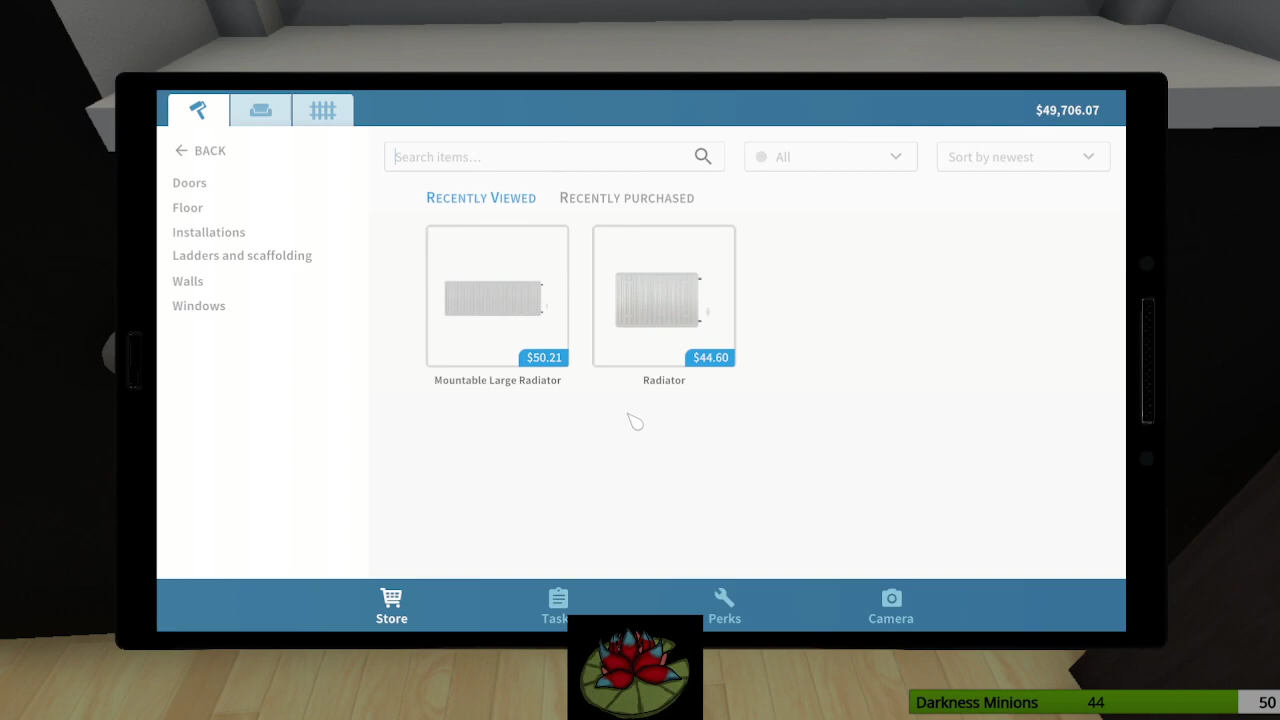 $49,706.07
BACK
Search items...
All
Sort by newest
Doors
Floor
Installations
Ladders and scaffolding
Walls
Windows
RECENTLY VIEWED
RECENTLY PURCHASED
$50.21
$44.60
Mountable Large Radiator
Radiator
Store
Task
Perks
Camera
Darkness Minions 44 50